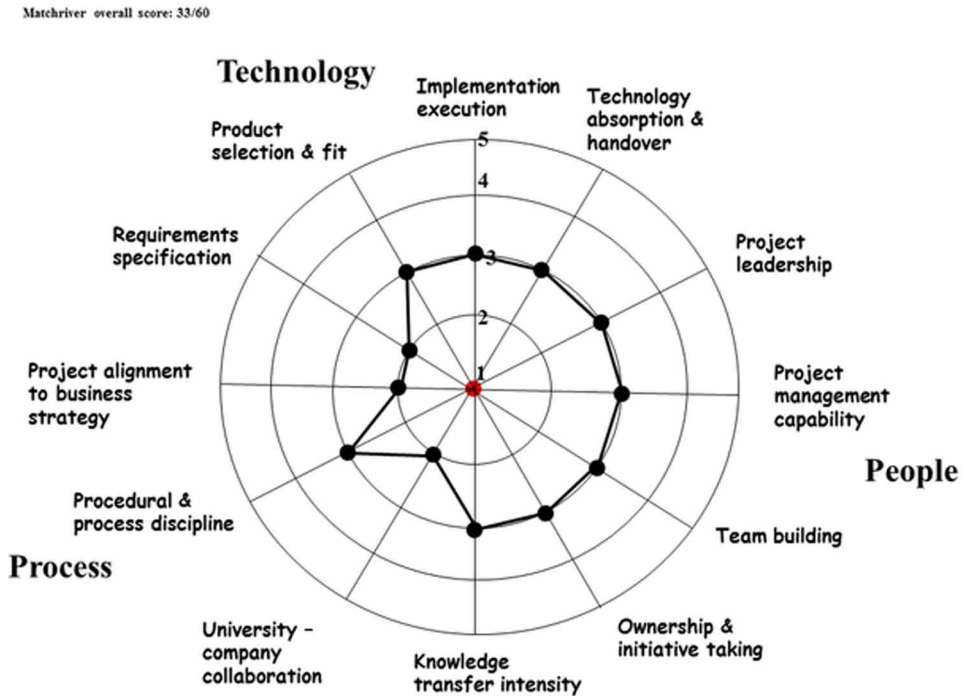 Matchriver overall score: 33/60
Technology
Implementation
execution
Technology
absorption &
handover
Product
selection & fit
5
4
3
2
1
Requirements
specification
Project
leadership
Project alignment
to business
strategy
Project
management
capability
People
Procedural &
process discipline
Team building
Process
University –
company
collaboration
Knowledge
transfer intensity
Ownership &
initiative taking